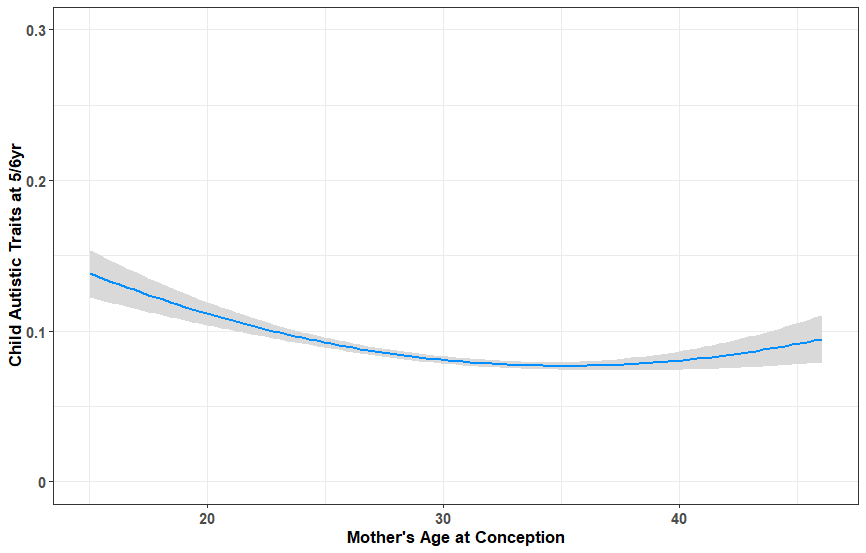 0.3
0.2
0.1
0
Child Autistic Traits at 5/6yr
20 30 40
Mother's Age at Conception